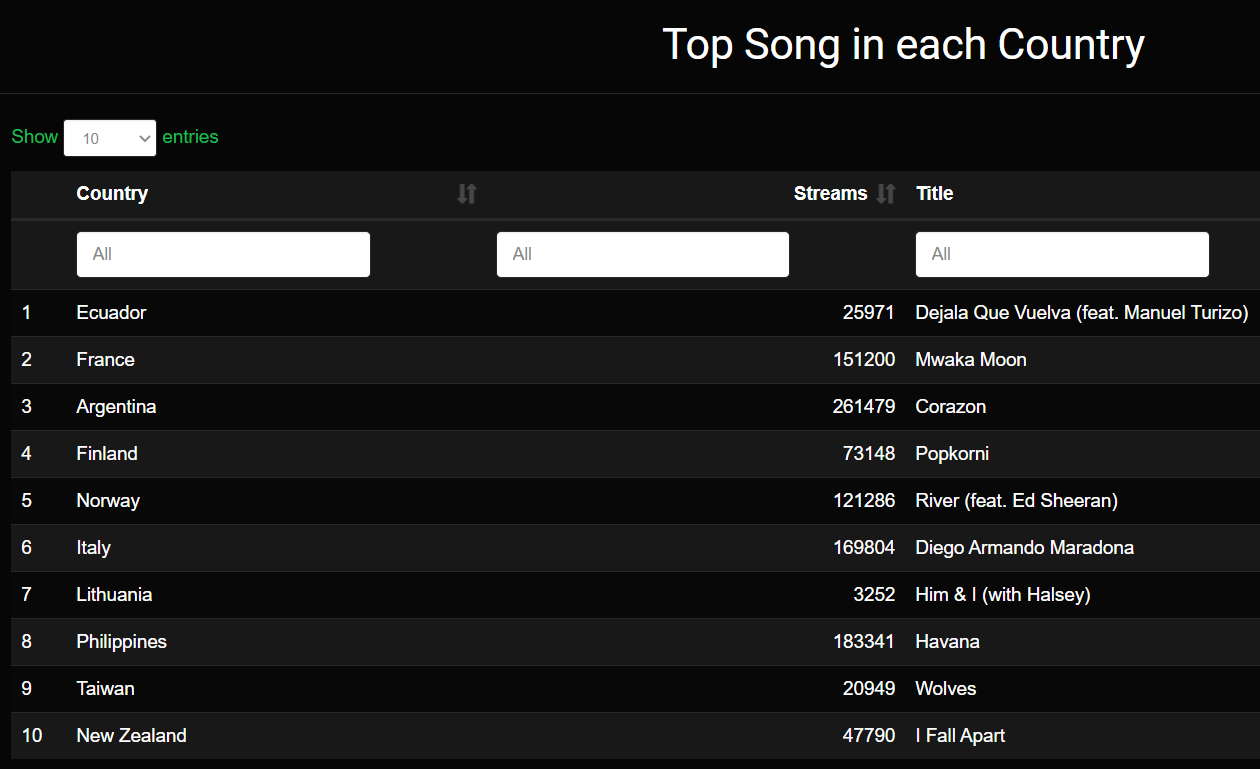 Top Song in each Country
Show 10 entries
Country Streams Title
All All All
1 Ecuador 25971 Dejala Que Vuelva (feat. Manuel Turizo)
2 France 151200 Mwaka Moon
3 Argentina 261479 Corazon
4 Finland 73148 Popkorni
5 Norway 121286 River (feat. Ed Sheeran)
6 Italy 169804 Diego Armando Maradona
7 Lithuania 3252 Him & I (with Halsey)
8 Philippines 183341 Havana
9 Taiwan 20949 Wolves
10 New Zealand 47790 I Fall Apart